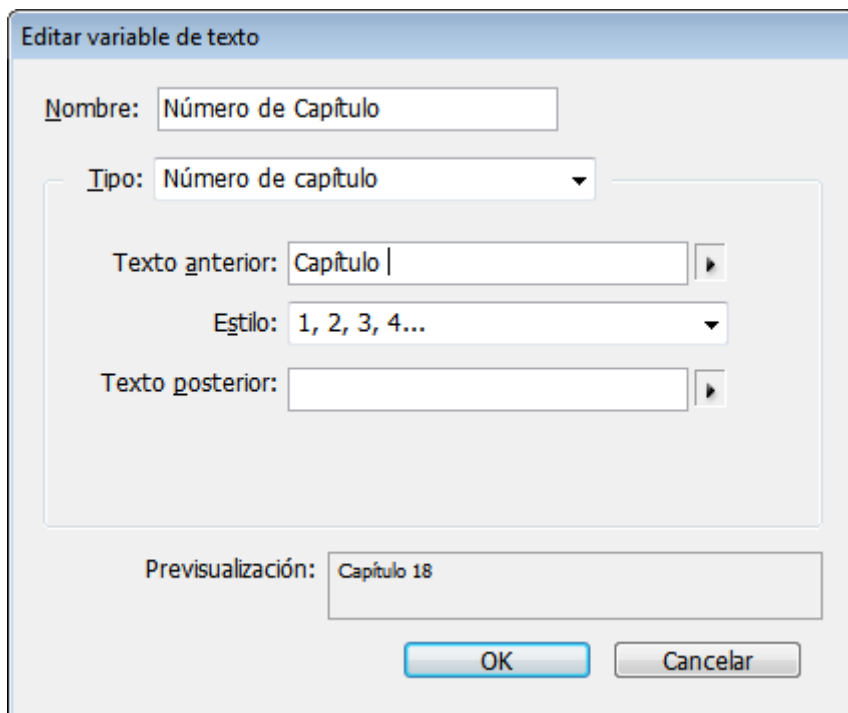 Editar variable de texto
Nombre: Número de Capítulo
Tipo: Número de capítulo
Texto anterior: Capítulo
Estilo: 1, 2, 3, 4...
Texto posterior:
Previsualización: Capítulo 18
OK Cancelar